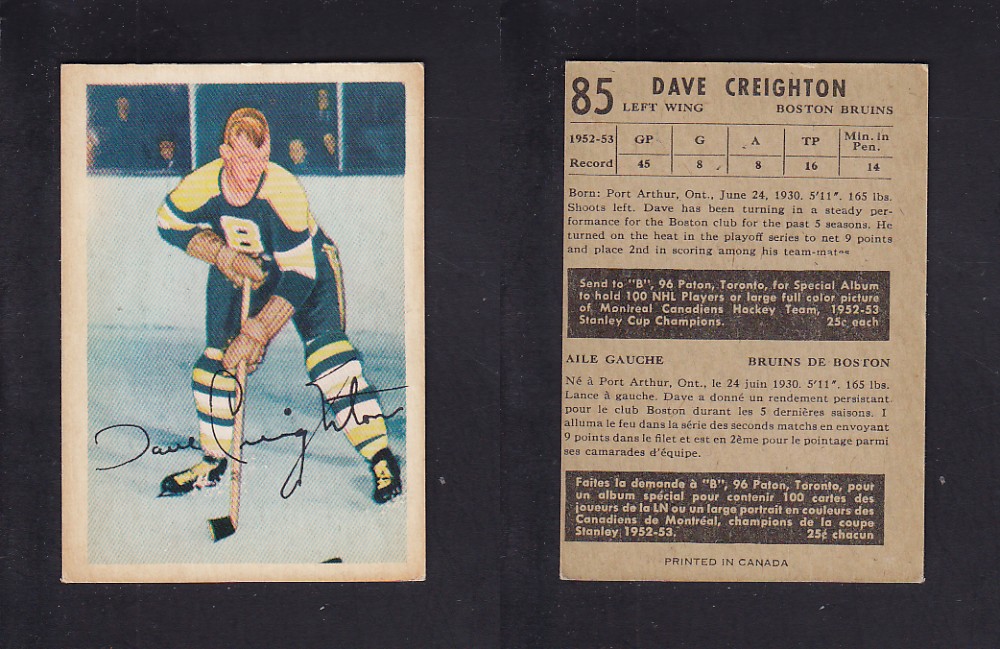 B
Dave Creighton
85 DAVE CREIGHTON
LEFT WING BOSTON BRUINS
1952-53 GP G A TP Min. in Pen.
Record 45 8 8 16 14
Born: Port Arthur, Ont., June 24, 1930. 5'11". 165 lbs.
Shoots left. Dave has been turning in a steady per-
formance for the Boston club for the past 5 seasons. He
turned on the heat in the playoff series to net 9 points
and place 2nd in scoring among his team-mates
Send to "B", 96 Paton, Toronto, for Special Album
to hold 100 NHL Players or large full color picture
of Montreal Canadiens Hockey Team, 1952-53
Stanley Cup Champions. 25¢ each
AILE GAUCHE BRUINS DE BOSTON
Né à Port Arthur, Ont., le 24 juin 1930. 5'11". 165 lbs.
Lance à gauche. Dave a donné un rendement persistant
pour le club Boston durant les 5 dernières saisons. I
alluma le feu dans la série des seconds matchs en envoyant
9 points dans le filet et est en 2ème pour le pointage parmi
ses camarades d'équipe.
Faites la demande à "B", 96 Paton, Toronto, pour
un album spécial pour contenir 100 cartes des
joueurs de la LN ou un large portrait en couleurs des
Canadiens de Montréal, champions de la coupe
Stanley 1952-53. 25¢ chacun
PRINTED IN CANADA